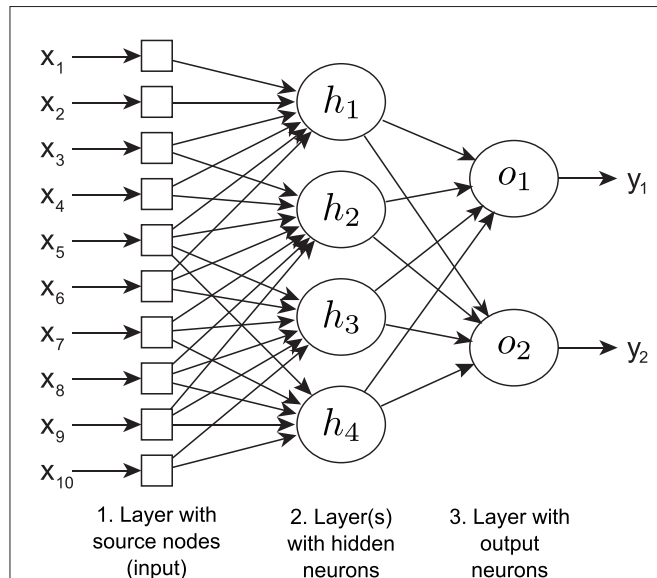 x1
x2
x3
x4
x5
x6
x7
x8
x9
x10
h1
h2
h3
h4
o1
o2
y1
y2
1. Layer with
source nodes
(input)
2. Layer(s)
with hidden
neurons
3. Layer with
output
neurons